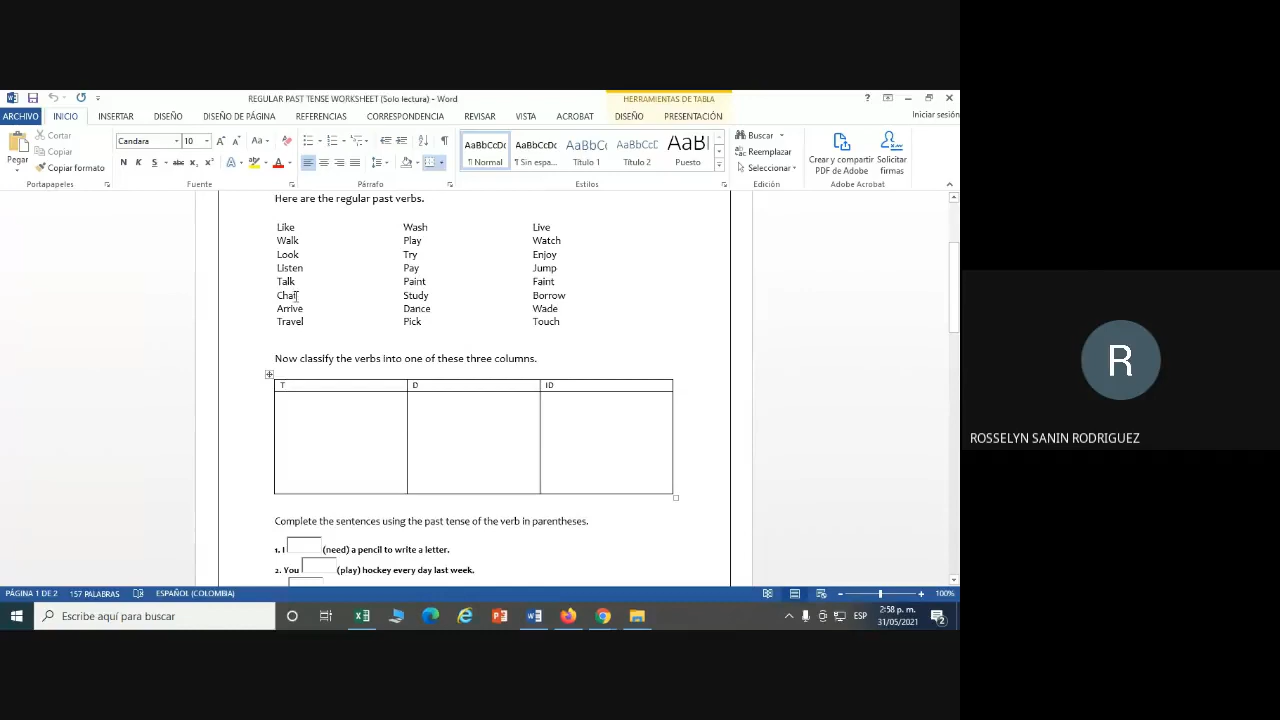 REGULAR PAST TENSE WORKSHEET (Solo lectura) - Word
HERRAMIENTAS DE TABLA
?
ARCHIVO INICIO INSERTAR DISEÑO DISEÑO DE PÁGINA REFERENCIAS CORRESPONDENCIA REVISAR VISTA ACROBAT DISEÑO PRESENTACIÓN Iniciar sesión
Pegar
Cortar
Copiar
Copiar formato
Portapapeles
Candara 10
N K S abc x₂ x²
Fuente
Párrafo
AaBbCcDc AaBbCcDc AaBbCc AaBbCcC AaB
¶ Normal ¶ Sin espa... Título 1 Título 2 Puesto
Estilos
Buscar
Reemplazar
Seleccionar
Edición
Crear y compartir
PDF de Adobe
Solicitar
firmas
Adobe Acrobat
Here are the regular past verbs.
Like Wash Live
Walk Play Watch
Look Try Enjoy
Listen Pay Jump
Talk Paint Faint
Chat Study Borrow
Arrive Dance Wade
Travel Pick Touch
Now classify the verbs into one of these three columns.
T D ID
Complete the sentences using the past tense of the verb in parentheses.
1. I (need) a pencil to write a letter.
2. You (play) hockey every day last week.
PÁGINA 1 DE 2 157 PALABRAS ESPAÑOL (COLOMBIA) 100%
Escribe aquí para buscar
ESP
2:58 p. m.
31/05/2021
2
R
ROSSELYN SANIN RODRIGUEZ